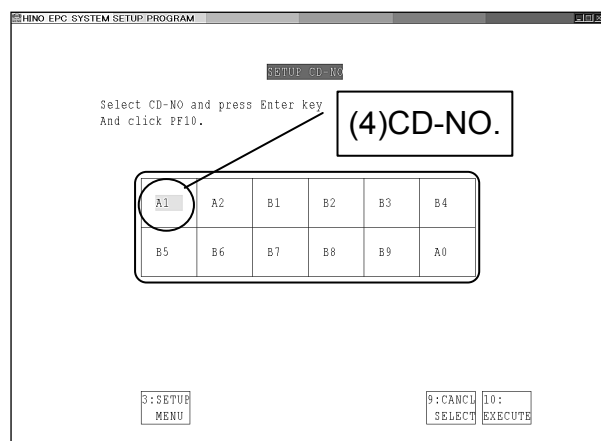 HINO EPC SYSTEM SETUP PROGRAM
SETUP CD-NO
Select CD-NO and press Enter key
And click PF10.
(4)CD-NO.
A1 A2 B1 B2 B3 B4
B5 B6 B7 B8 B9 A0
3:SETUP 9:CANCL 10:
MENU SELECT EXECUTE